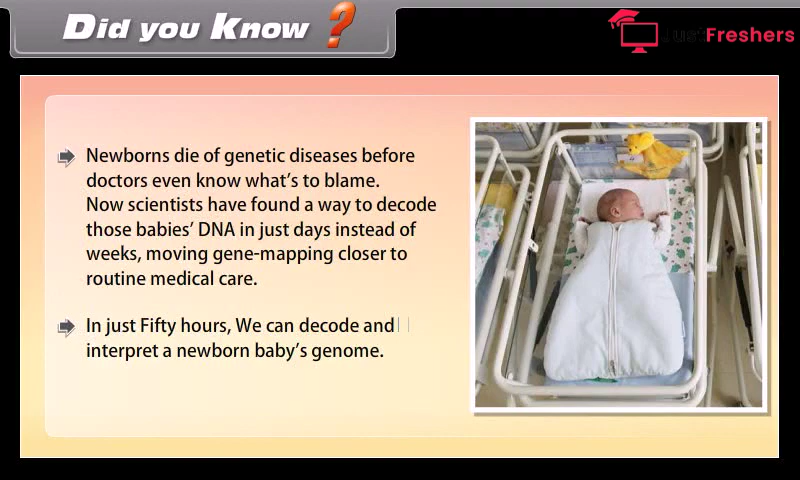 Did you Know ?
Just Freshers
Newborns die of genetic diseases before
doctors even know what's to blame.
Now scientists have found a way to decode
those babies' DNA in just days instead of
weeks, moving gene-mapping closer to
routine medical care.
In just Fifty hours, We can decode and
interpret a newborn baby's genome.